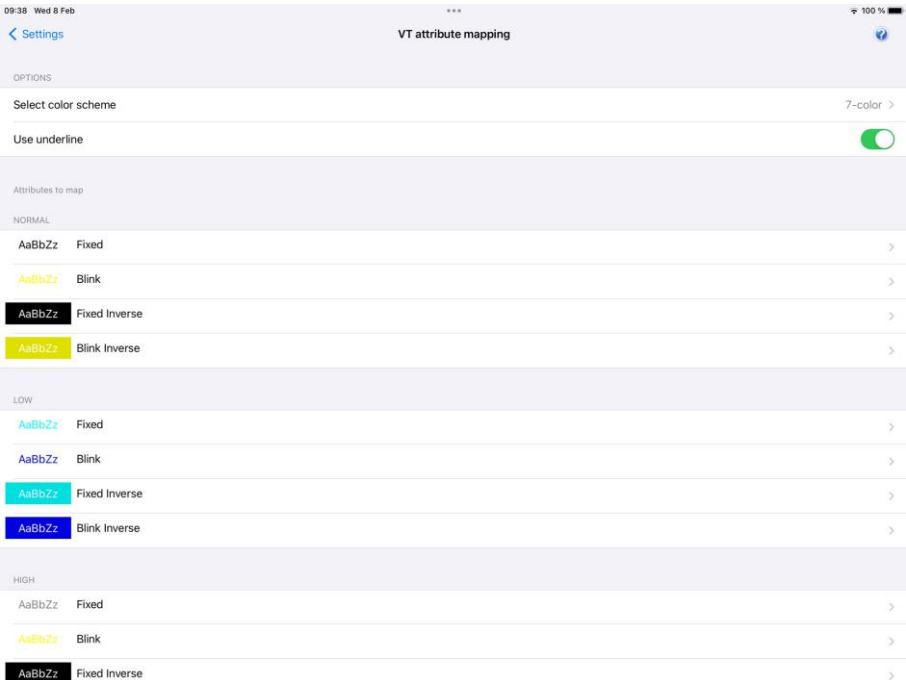 09:38 Wed 8 Feb
100 %
Settings
VT attribute mapping
?
OPTIONS
Select color scheme 7-color
Use underline
Attributes to map
NORMAL
AaBbZz Fixed
AaBbZz Blink
AaBbZz Fixed Inverse
AaBbZz Blink Inverse
LOW
AaBbZz Fixed
AaBbZz Blink
AaBbZz Fixed Inverse
AaBbZz Blink Inverse
HIGH
AaBbZz Fixed
AaBbZz Blink
AaBbZz Fixed Inverse